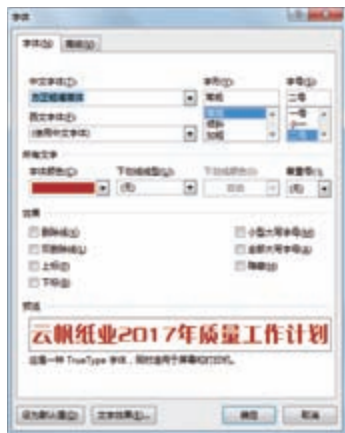 字体
字体(N) 高级(V)
中文字体(T): 字形(Y): 字号(S):
方正粗宋简体 常规 二号
西文字体(F): 常规 一号
(使用中文字体) 倾斜 小一
加粗 二号
所有文字
字体颜色(C): 下划线线型(U): 下划线颜色(I): 着重号(·):
(无) 自动 (无)
效果
删除线(K) 小型大写字母(M)
双删除线(L) 全部大写字母(A)
上标(P) 隐藏(H)
下标(B)
预览
云帆纸业2017年质量工作计划
这是一种 TrueType 字体,同时适用于屏幕和打印机。
设为默认值(D) 文字效果(E)... 确定 取消